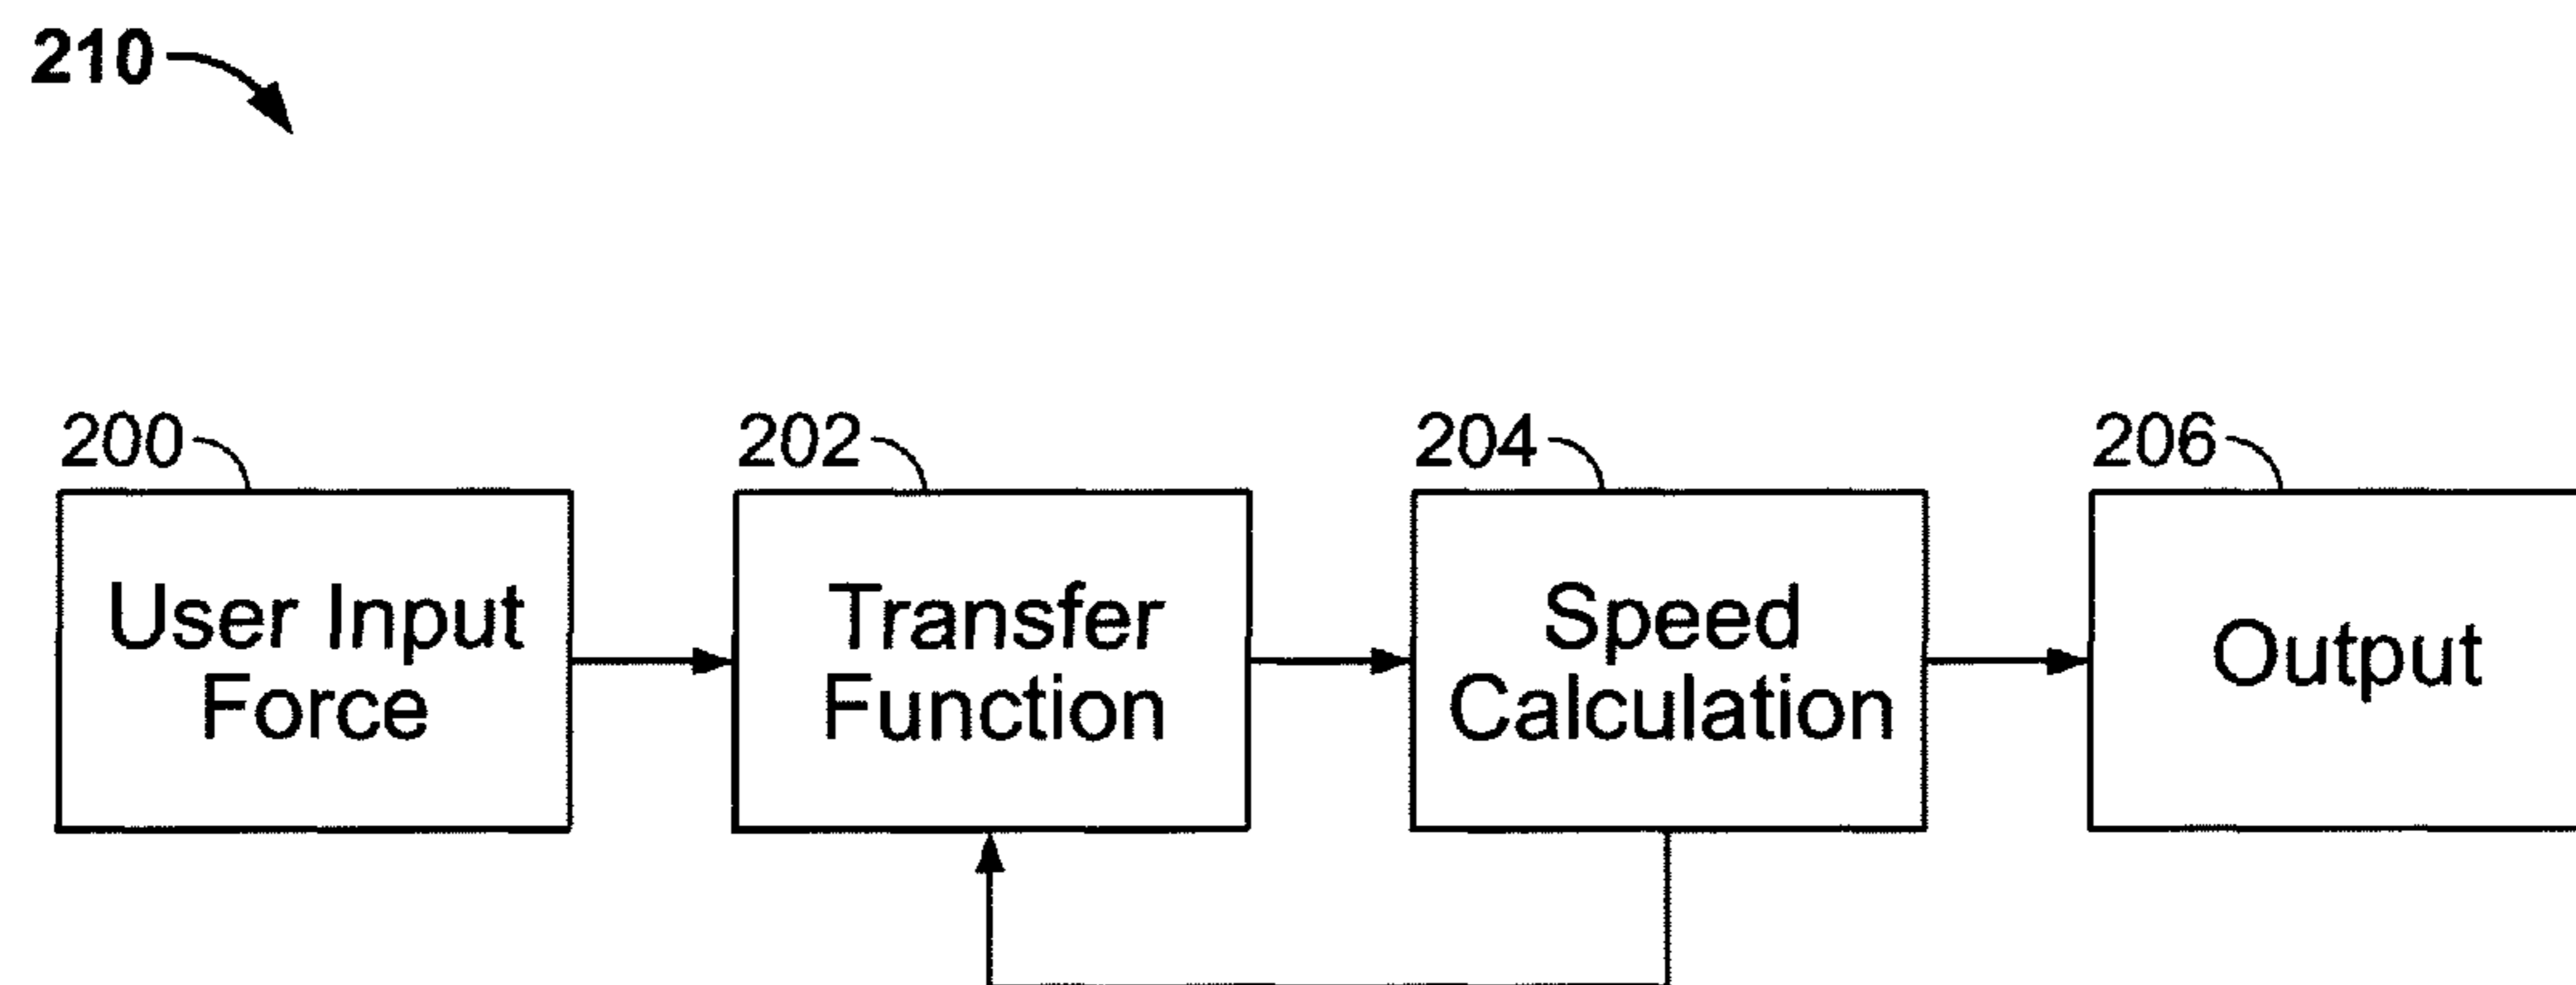 210
200
202
204
206
User Input
Force
Transfer
Function
Speed
Calculation
Output